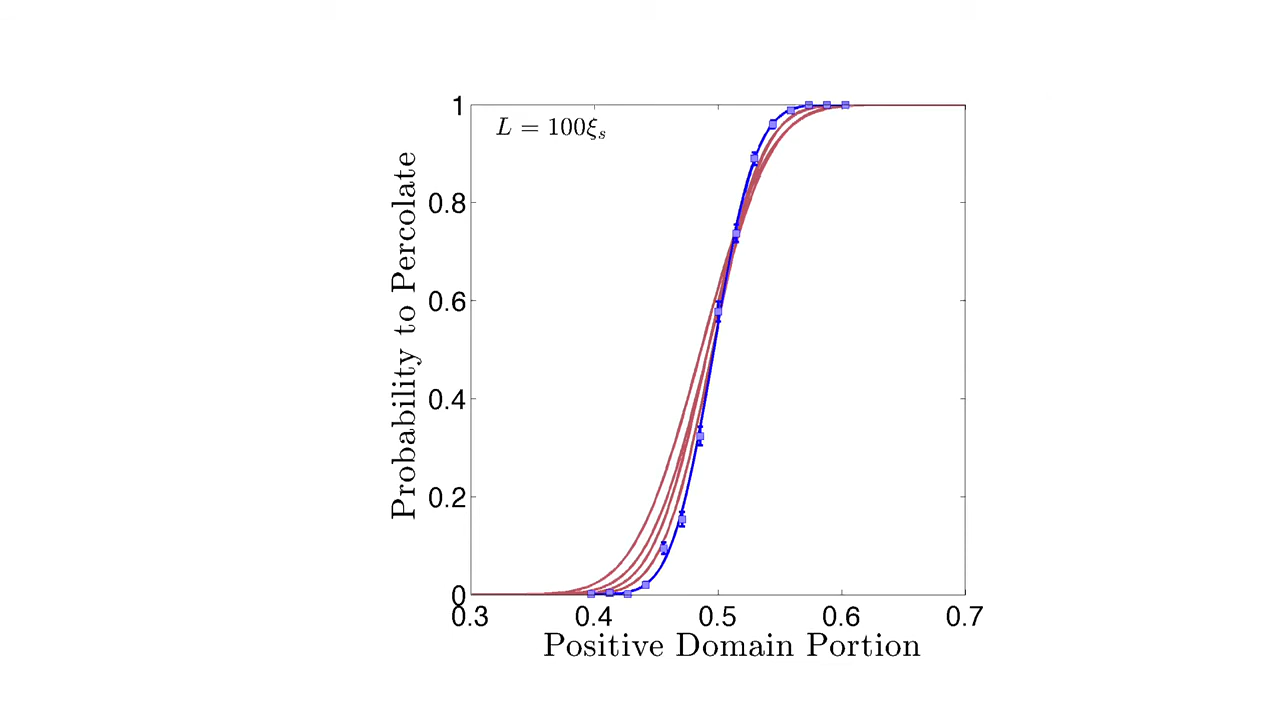 L = 100ξₛ
Probability to Percolate
1
0.8
0.6
0.4
0.2
0
0.3 0.4 0.5 0.6 0.7
Positive Domain Portion